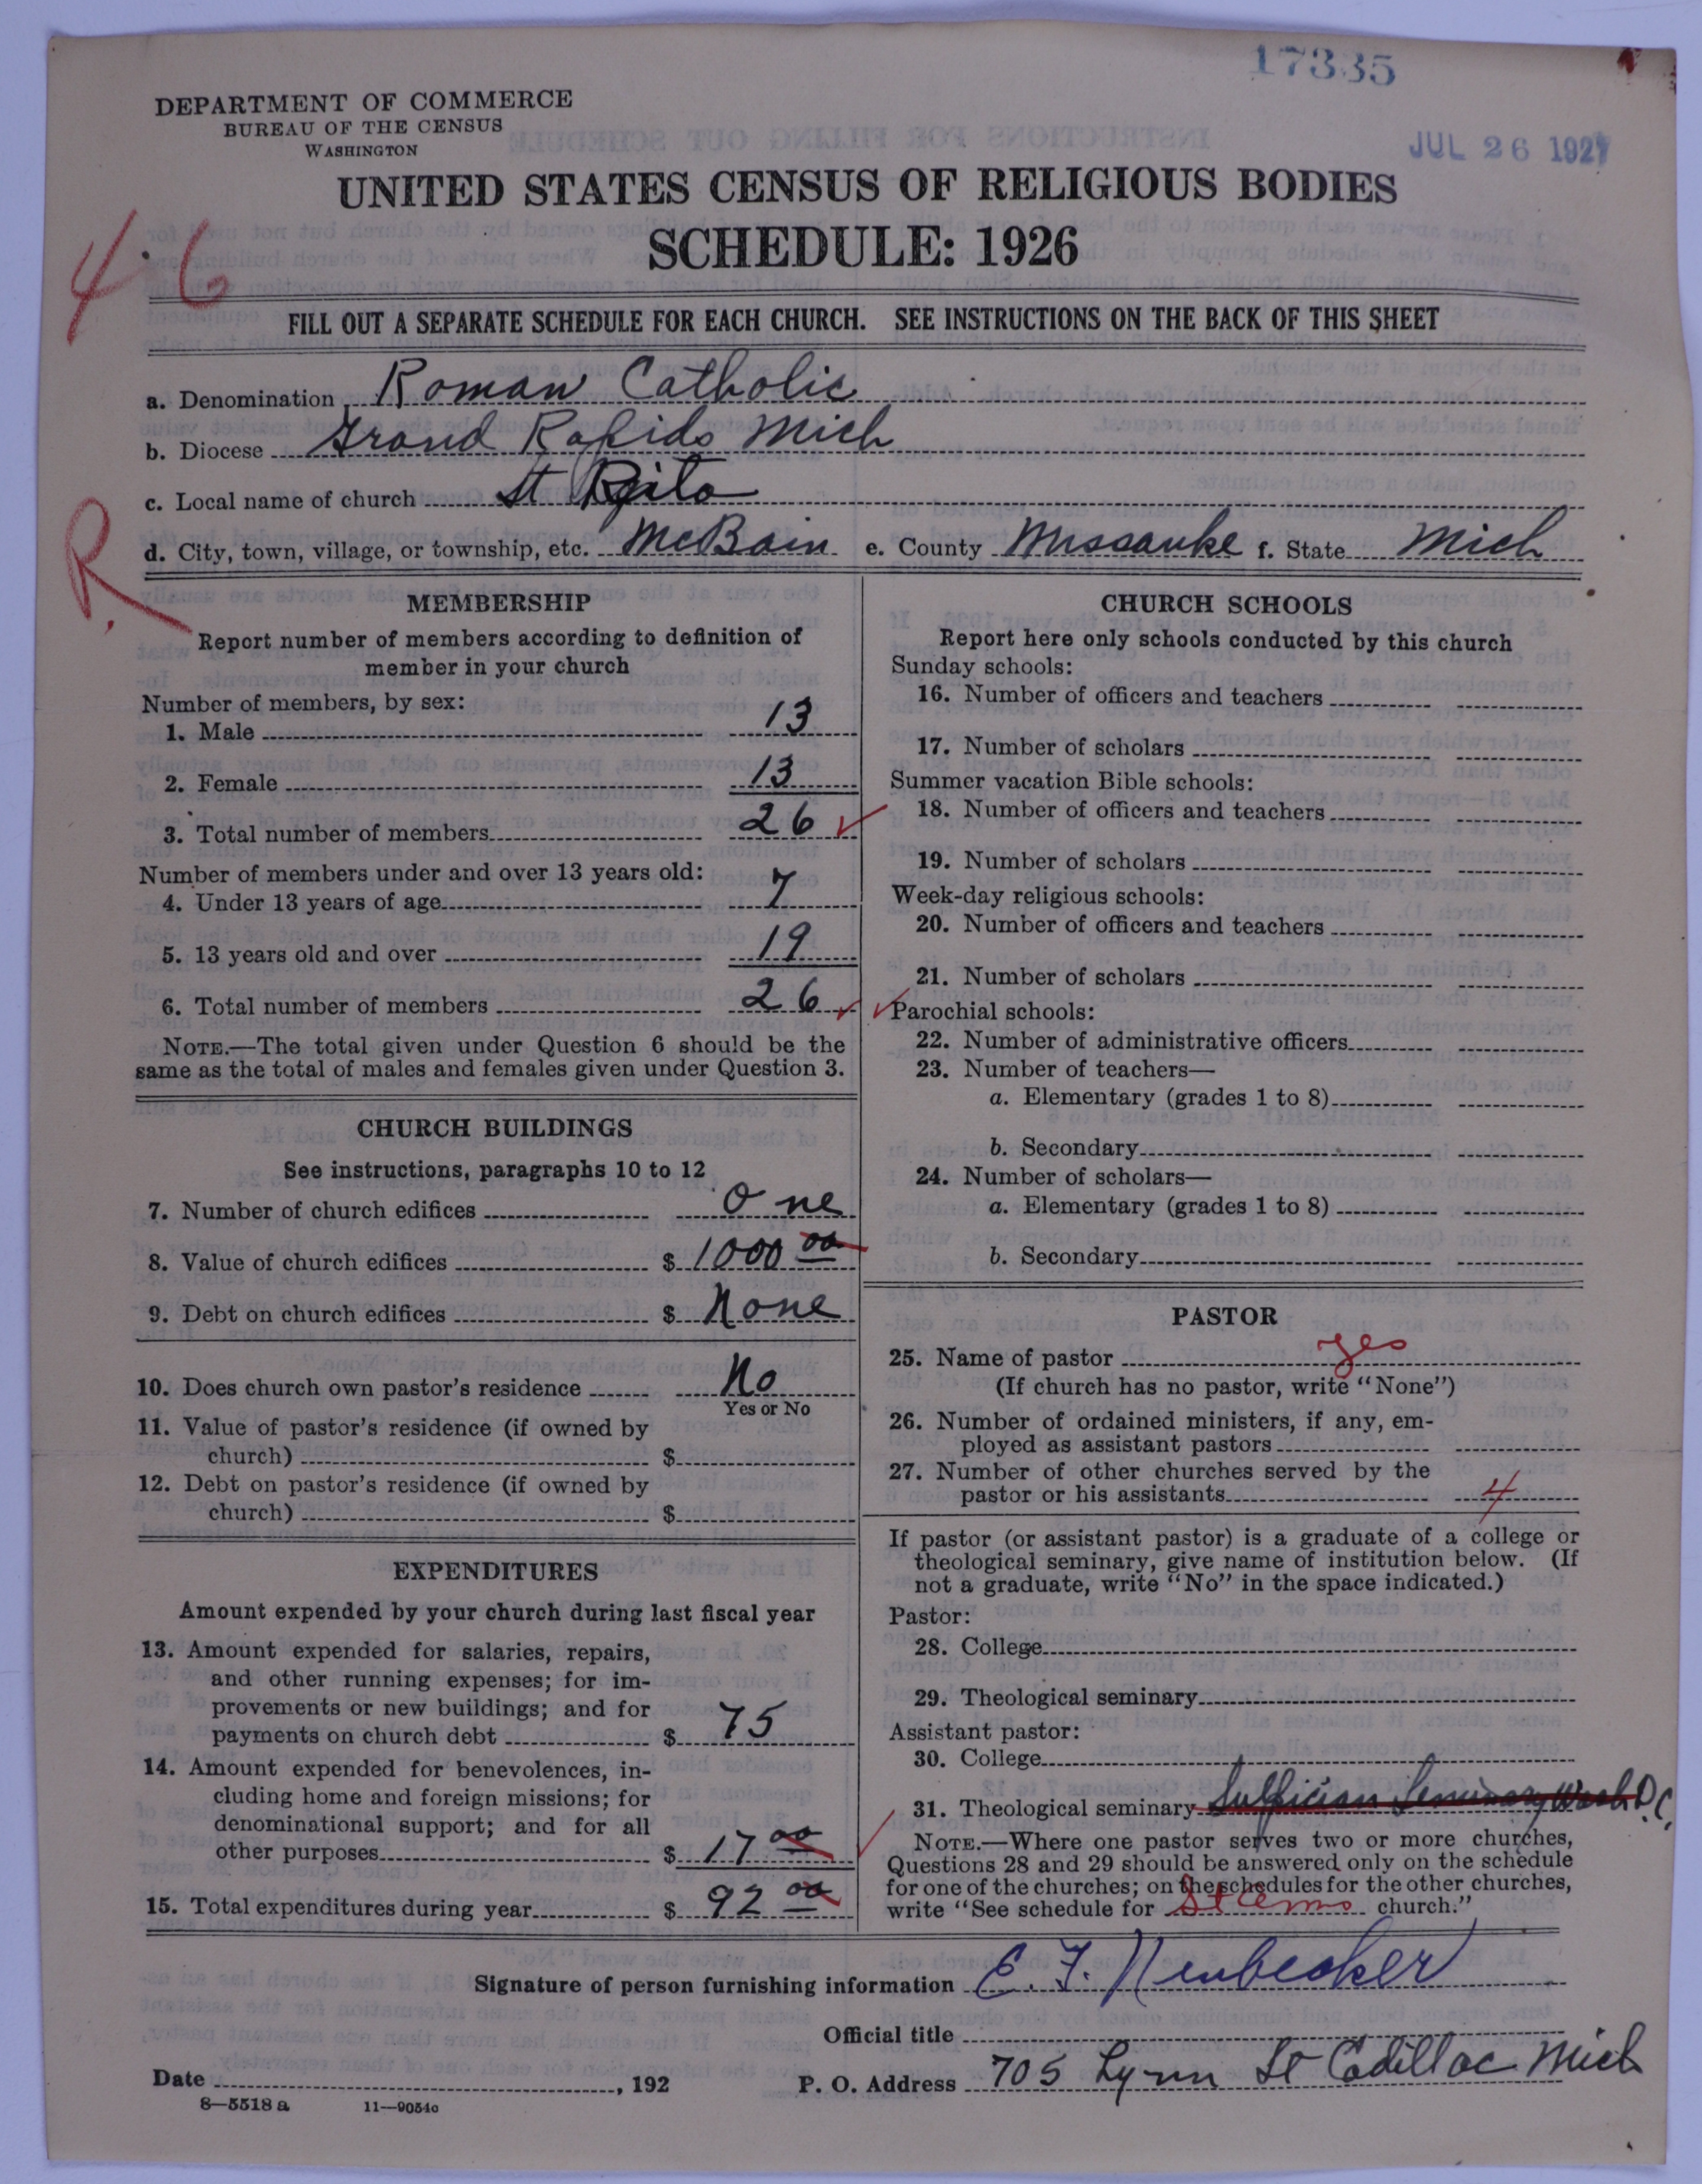 17335
DEPARTMENT OF COMMERCE
BUREAU OF THE CENSUS
WASHINGTON
JUL 26 1927
UNITED STATES CENSUS OF RELIGIOUS BODIES
SCHEDULE: 1926
46
FILL OUT A SEPARATE SCHEDULE FOR EACH CHURCH. SEE INSTRUCTIONS ON THE BACK OF THIS SHEET
a. Denomination Roman Catholic
b. Diocese Grand Rapids Mich
c. Local name of church St Rita
R.
d. City, town, village, or township, etc. McBain e. County Missauke f. State Mich
MEMBERSHIP
Report number of members according to definition of
member in your church
Number of members, by sex:
1. Male 13
2. Female 13
3. Total number of members 26 ✓
Number of members under and over 13 years old:
4. Under 13 years of age 7
5. 13 years old and over 19
6. Total number of members 26 ✓
NOTE.—The total given under Question 6 should be the
same as the total of males and females given under Question 3.
CHURCH BUILDINGS
See instructions, paragraphs 10 to 12
7. Number of church edifices One
8. Value of church edifices $ 1000 00
9. Debt on church edifices $ None
10. Does church own pastor's residence No
Yes or No
11. Value of pastor's residence (if owned by
church) $
12. Debt on pastor's residence (if owned by
church) $
EXPENDITURES
Amount expended by your church during last fiscal year
13. Amount expended for salaries, repairs,
and other running expenses; for im-
provements or new buildings; and for
payments on church debt $ 75
14. Amount expended for benevolences, in-
cluding home and foreign missions; for
denominational support; and for all
other purposes $ 17 00
15. Total expenditures during year $ 92 00
CHURCH SCHOOLS
Report here only schools conducted by this church
Sunday schools:
16. Number of officers and teachers
17. Number of scholars
Summer vacation Bible schools:
18. Number of officers and teachers
19. Number of scholars
Week-day religious schools:
20. Number of officers and teachers
21. Number of scholars
✓ Parochial schools:
22. Number of administrative officers
23. Number of teachers—
a. Elementary (grades 1 to 8)
b. Secondary
24. Number of scholars—
a. Elementary (grades 1 to 8)
b. Secondary
PASTOR
25. Name of pastor yes
(If church has no pastor, write "None")
26. Number of ordained ministers, if any, em-
ployed as assistant pastors
27. Number of other churches served by the
pastor or his assistants 4
If pastor (or assistant pastor) is a graduate of a college or
theological seminary, give name of institution below. (If
not a graduate, write "No" in the space indicated.)
Pastor:
28. College
29. Theological seminary
Assistant pastor:
30. College
31. Theological seminary Sulpician Seminary Wash D.C.
NOTE.—Where one pastor serves two or more churches,
Questions 28 and 29 should be answered only on the schedule
for one of the churches; on the schedules for the other churches,
write "See schedule for St Anns church."
Signature of person furnishing information E. F. Neubecker
Official title
Date , 192
P. O. Address 705 Lynn St Cadillac Mich
8—5518 a 11—9054c